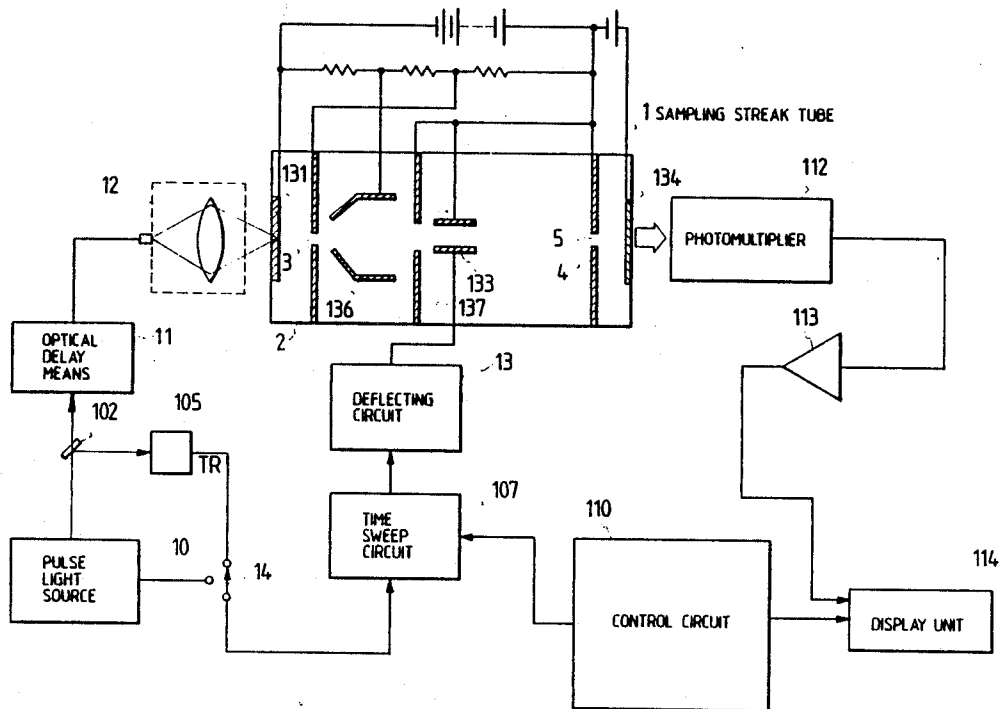 1 SAMPLING STREAK TUBE
12
131
134
112
3
5
PHOTOMULTIPLIER
136
133
4
137
2
11
OPTICAL
DELAY
MEANS
13
113
102
105
DEFLECTING
CIRCUIT
TR
107
110
10
TIME
SWEEP
CIRCUIT
PULSE
LIGHT
SOURCE
14
114
CONTROL CIRCUIT
DISPLAY UNIT